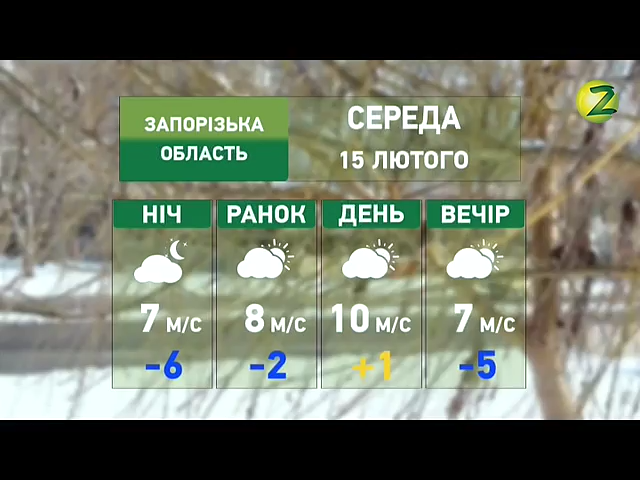 ЗАПОРІЗЬКА
ОБЛАСТЬ
СЕРЕДА
15 ЛЮТОГО
Z
НІЧ РАНОК ДЕНЬ ВЕЧІР
7 М/С 8 М/С 10 М/С 7 М/С
-6 -2 +1 -5